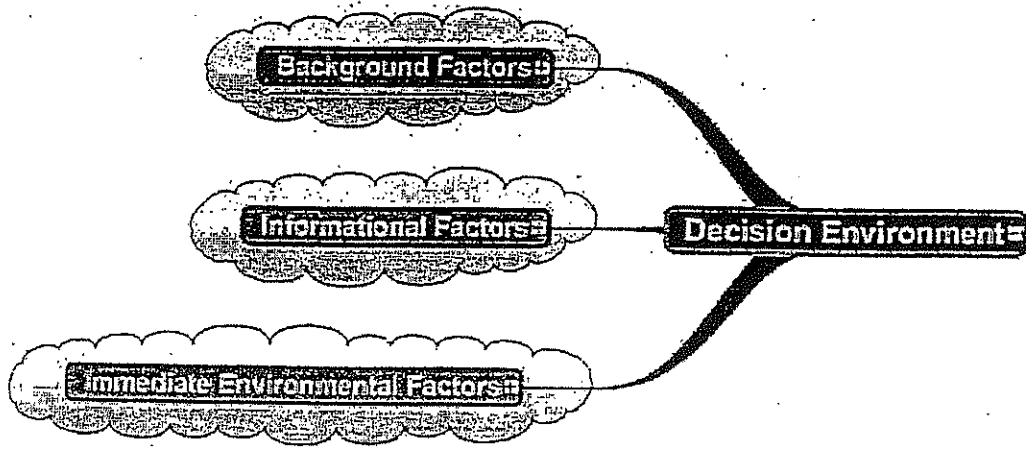 Background Factors
Informational Factors
Decision Environment
Immediate Environmental Factors